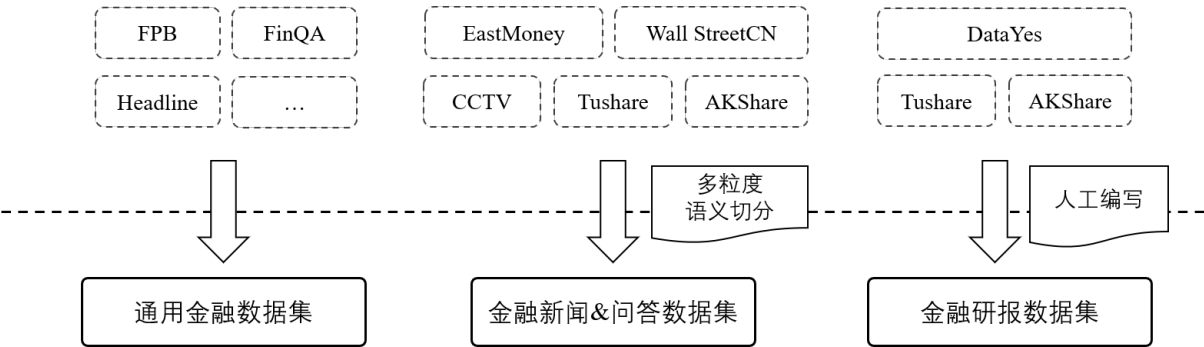 FPB
FinQA
EastMoney
Wall StreetCN
DataYes
Headline
…
CCTV
Tushare
AKShare
Tushare
AKShare
多粒度
语义切分
人工编写
通用金融数据集
金融新闻&问答数据集
金融研报数据集